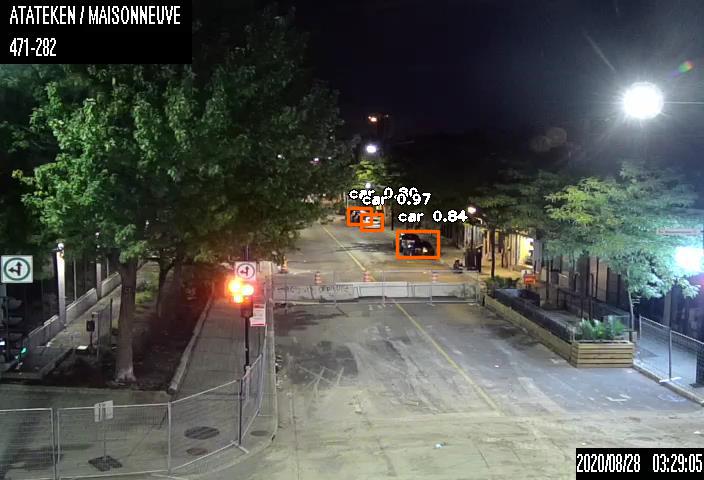 ATATEKEN / MAISONNEUVE
471-282
car 0.97
car 0.84
2020/08/28 03:29:05